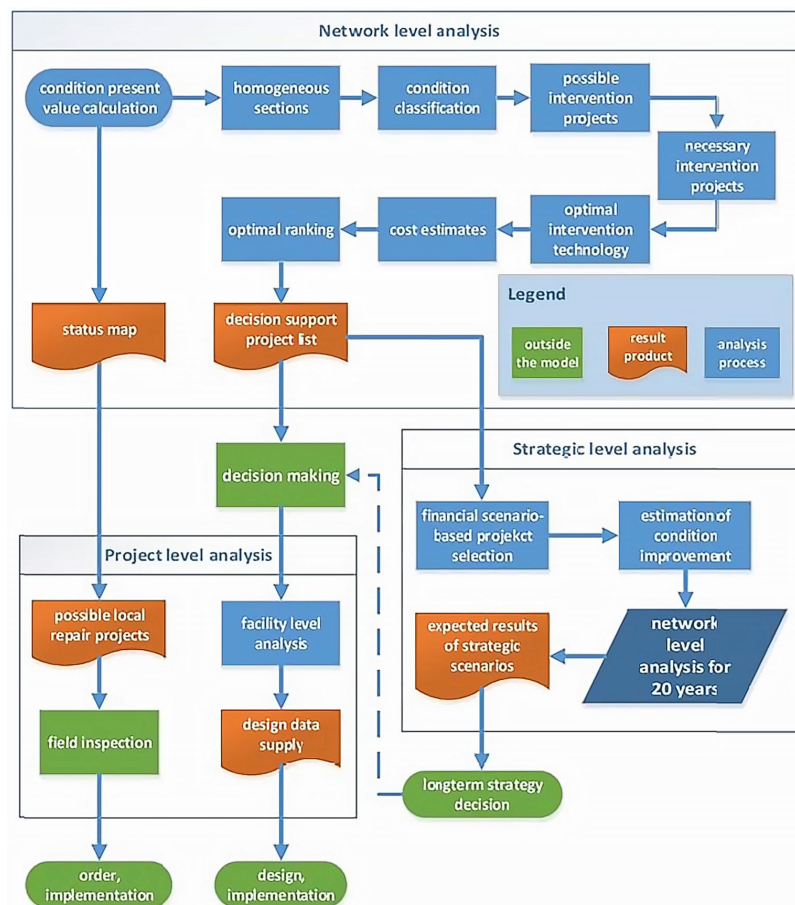 Network level analysis
condition present
value calculation
homogeneous
sections
condition
classification
possible
intervention
projects
necessary
intervention
projects
optimal ranking
cost estimates
optimal
intervention
technology
status map
decision support
project list
Legend
outside
the model
result
product
analysis
process
decision making
Strategic level analysis
financial scenario-
based projekct
selection
estimation of
condition
improvement
Project level analysis
possible local
repair projects
facility level
analysis
expected results
of strategic
scenarios
network
level
analysis for
20 years
field inspection
design data
supply
longterm strategy
decision
order,
implementation
design,
implementation